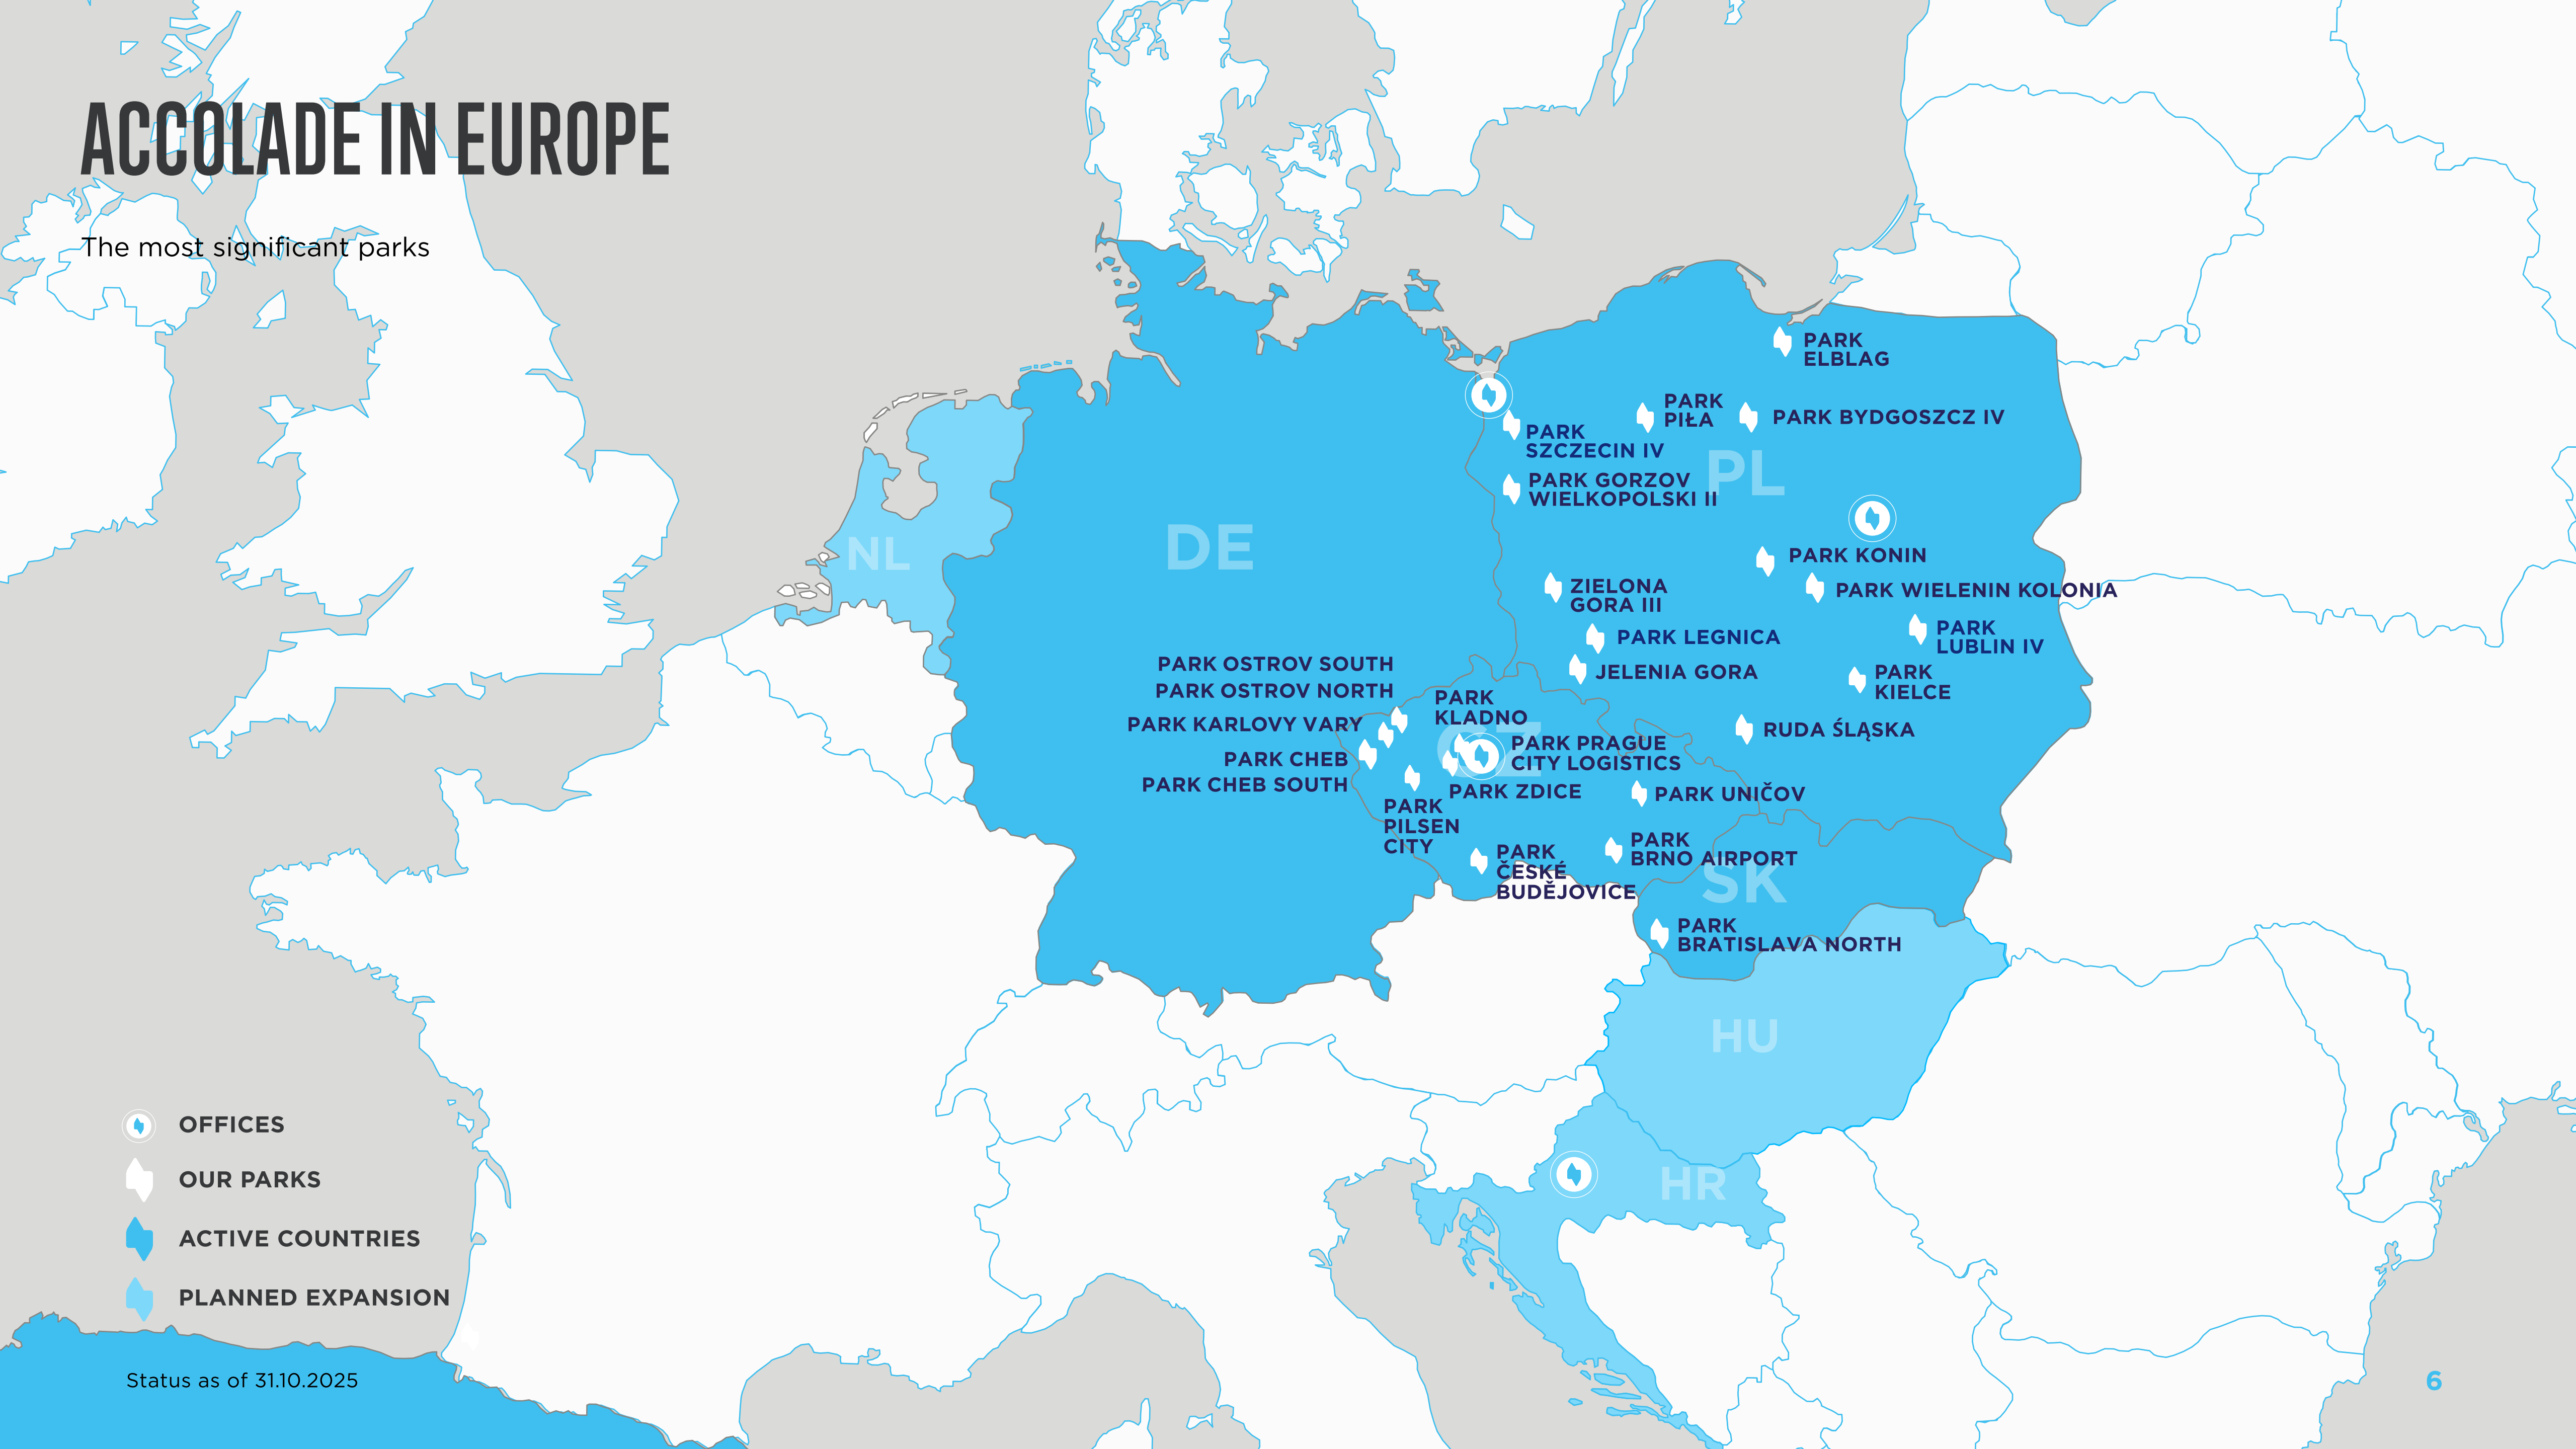 ACCOLADE IN EUROPE
The most significant parks
PARK
ELBLAG
PARK
PIŁA
PARK BYDGOSZCZ IV
PARK
SZCZECIN IV
PL
PARK GORZOV
WIELKOPOLSKI II
DE
NL
PARK KONIN
ZIELONA
GORA III
PARK WIELENIN KOLONIA
PARK LEGNICA
PARK
LUBLIN IV
PARK OSTROV SOUTH
JELENIA GORA
PARK
KIELCE
PARK OSTROV NORTH
PARK
KLADNO
PARK KARLOVY VARY
RUDA ŚLĄSKA
CZ
PARK PRAGUE
CITY LOGISTICS
PARK CHEB
PARK CHEB SOUTH
PARK ZDICE
PARK UNIČOV
PARK
PILSEN
CITY
PARK
BRNO AIRPORT
PARK
ČESKÉ
BUDĚJOVICE
SK
PARK
BRATISLAVA NORTH
HU
HR
OFFICES
OUR PARKS
ACTIVE COUNTRIES
PLANNED EXPANSION
Status as of 31.10.2025
6